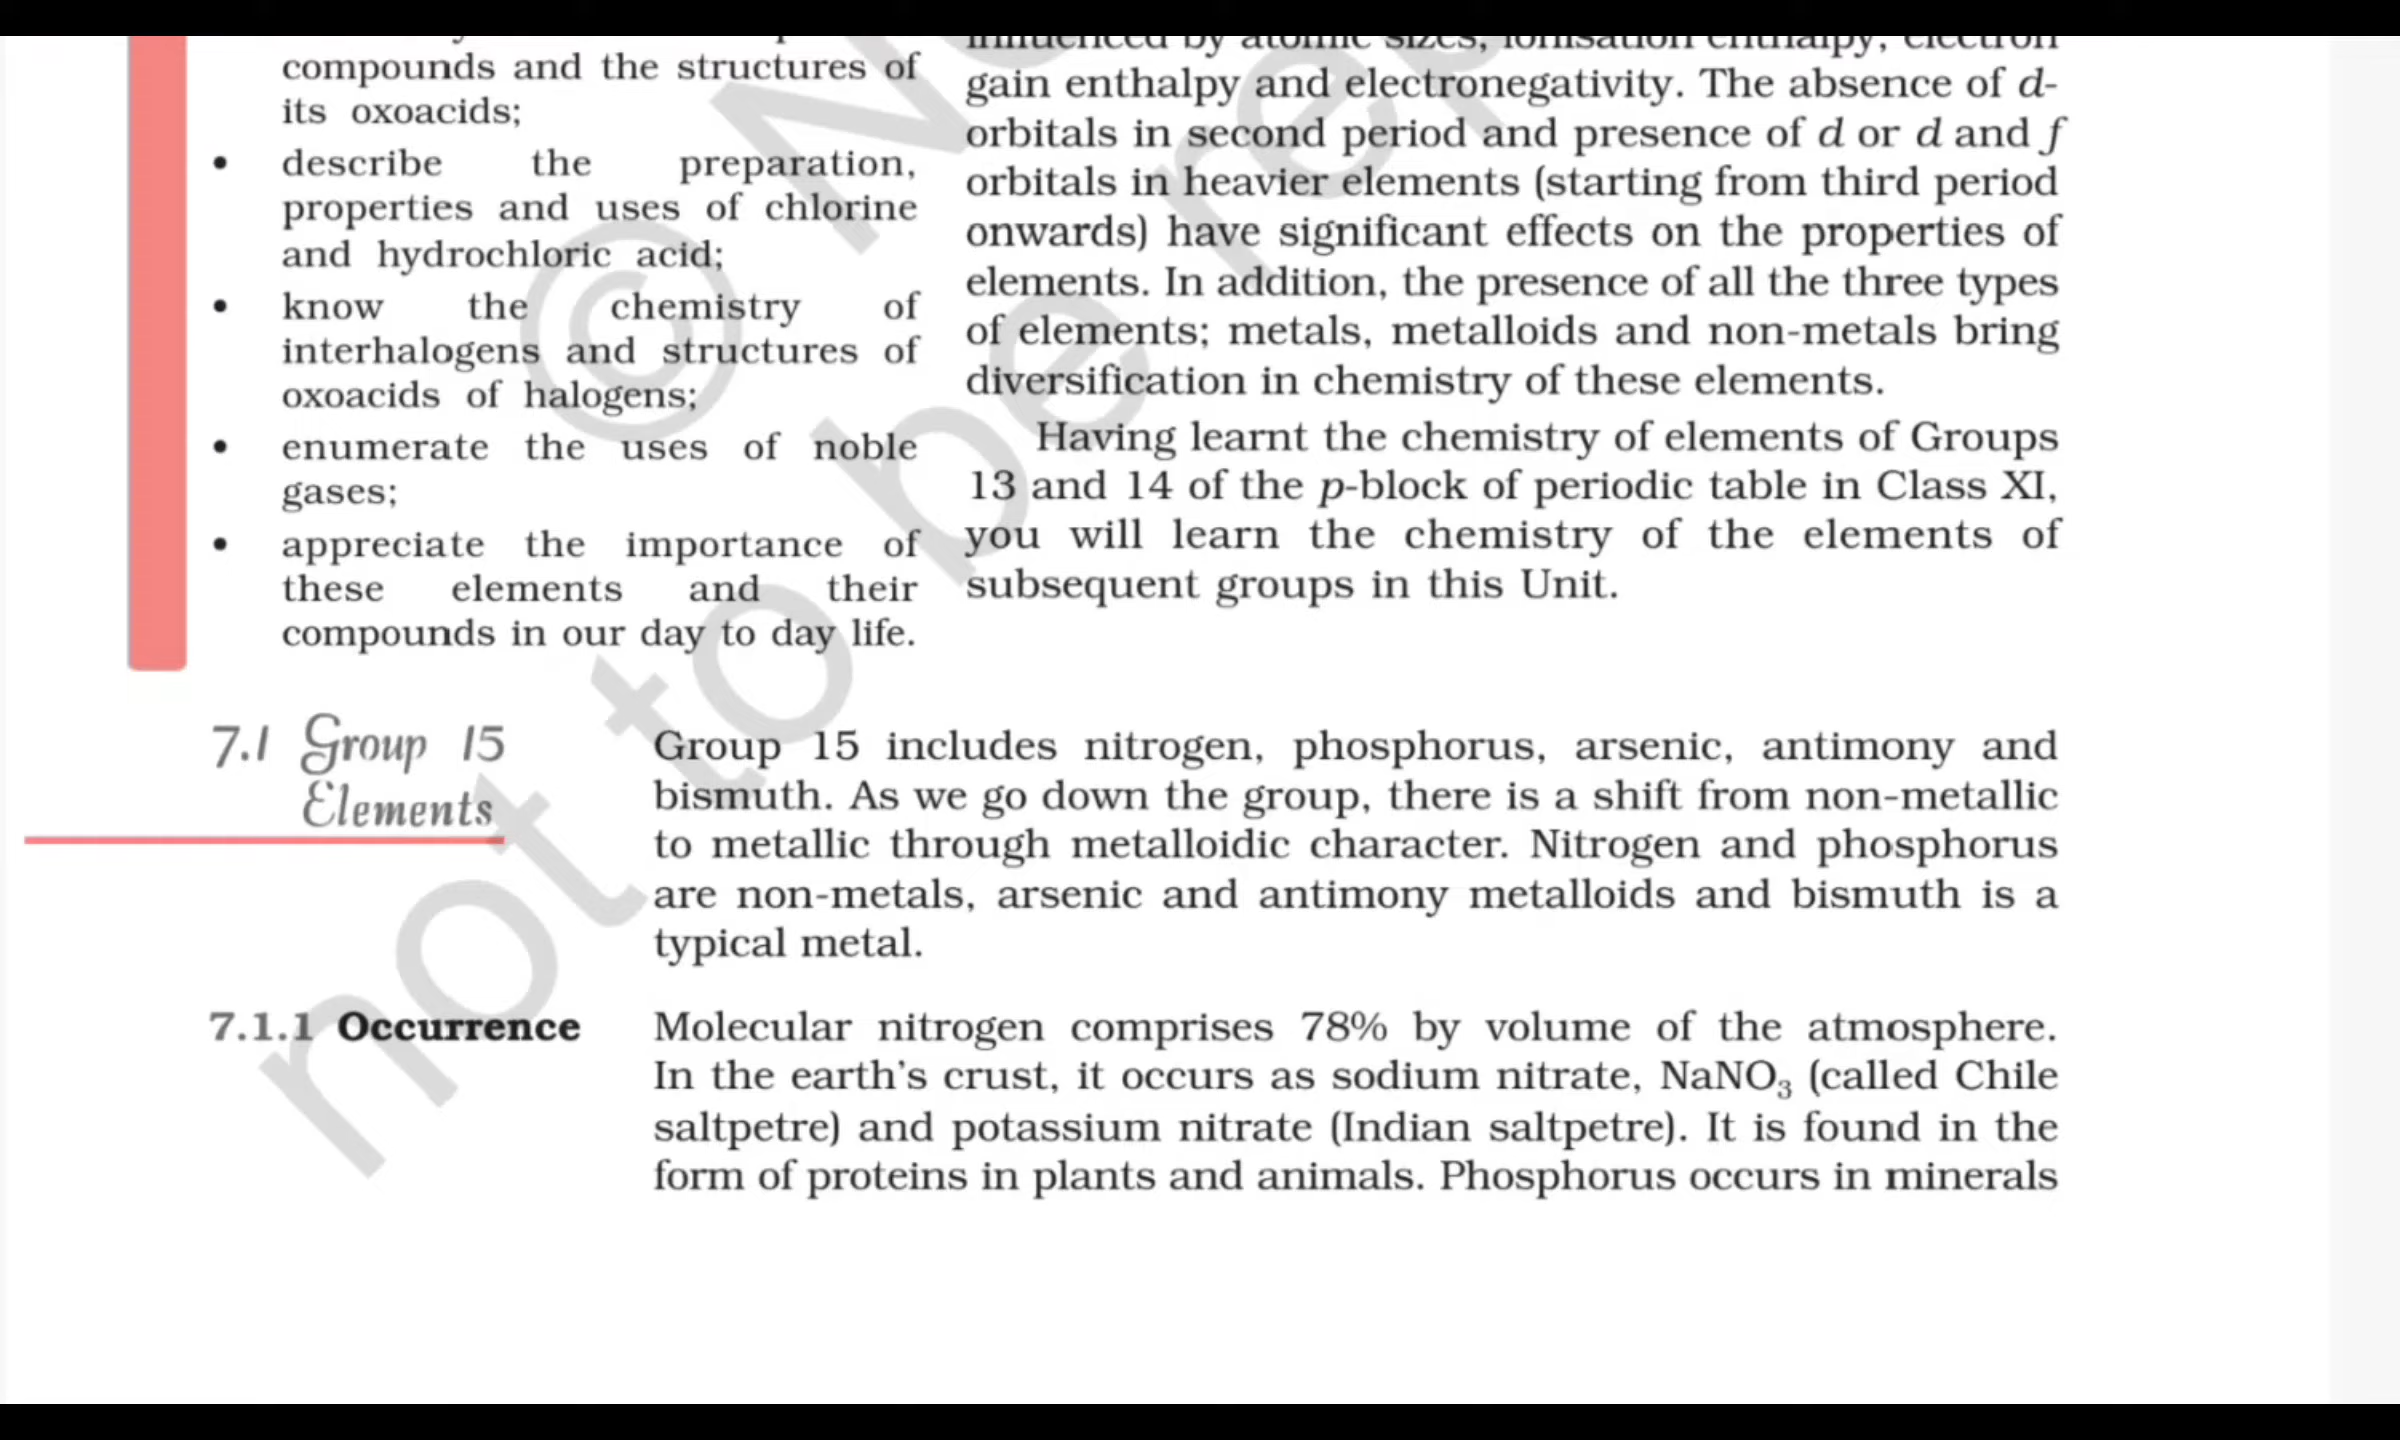 compounds and the structures of
its oxoacids;
• describe the preparation,
properties and uses of chlorine
and hydrochloric acid;
• know the chemistry of
interhalogens and structures of
oxoacids of halogens;
• enumerate the uses of noble
gases;
• appreciate the importance of
these elements and their
compounds in our day to day life.
influenced by atomic sizes, ionisation enthalpy, electron
gain enthalpy and electronegativity. The absence of d-
orbitals in second period and presence of d or d and f
orbitals in heavier elements (starting from third period
onwards) have significant effects on the properties of
elements. In addition, the presence of all the three types
of elements; metals, metalloids and non-metals bring
diversification in chemistry of these elements.
Having learnt the chemistry of elements of Groups
13 and 14 of the p-block of periodic table in Class XI,
you will learn the chemistry of the elements of
subsequent groups in this Unit.
7.1 Group 15
Elements
Group 15 includes nitrogen, phosphorus, arsenic, antimony and
bismuth. As we go down the group, there is a shift from non-metallic
to metallic through metalloidic character. Nitrogen and phosphorus
are non-metals, arsenic and antimony metalloids and bismuth is a
typical metal.
7.1.1 Occurrence
Molecular nitrogen comprises 78% by volume of the atmosphere.
In the earth's crust, it occurs as sodium nitrate, NaNO₃ (called Chile
saltpetre) and potassium nitrate (Indian saltpetre). It is found in the
form of proteins in plants and animals. Phosphorus occurs in minerals
©
not to be